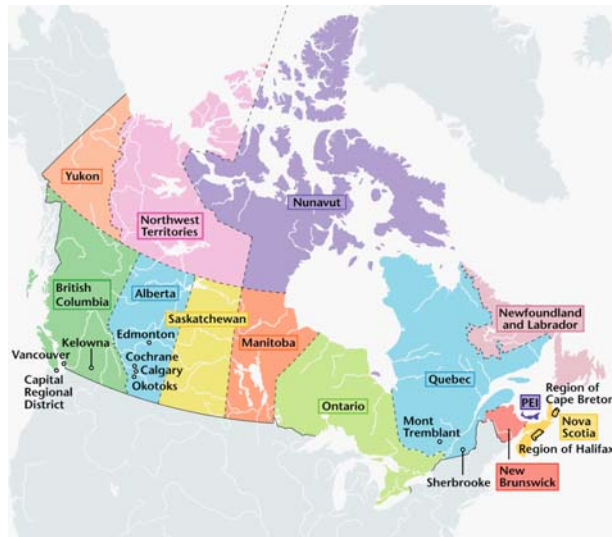 Yukon
Northwest
Territories
Nunavut
British
Columbia
Alberta
Saskatchewan
Manitoba
Newfoundland
and Labrador
Edmonton
Kelowna
Cochrane
Calgary
Okotoks
Vancouver
Capital
Regional
District
Ontario
Quebec
Mont
Tremblant
Sherbrooke
PEI
Region of
Cape Breton
Nova
Scotia
Region of Halifax
New
Brunswick